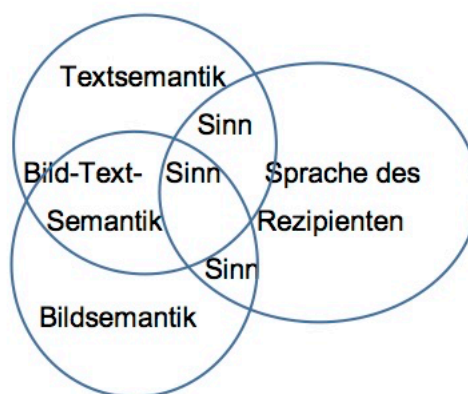 Textsemantik
Sinn
Bild-Text- Sinn Sprache des
Semantik Rezipienten
Sinn
Bildsemantik